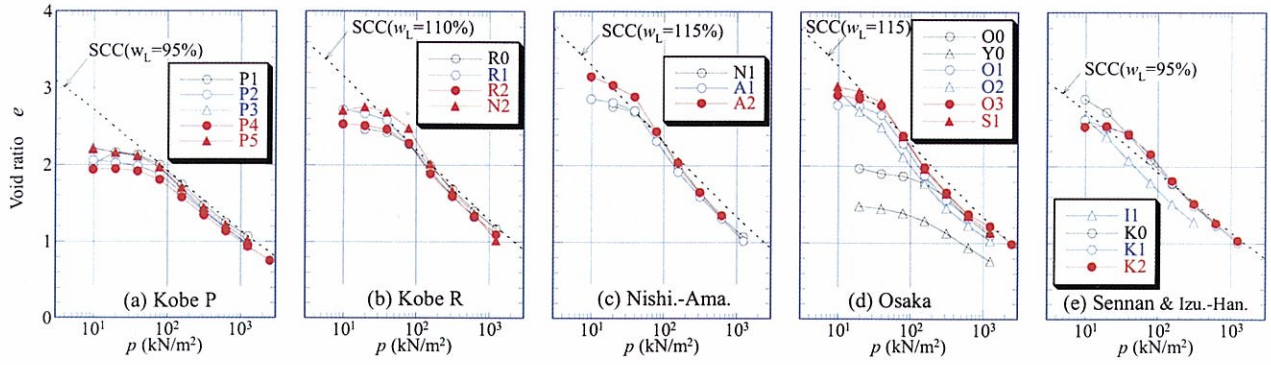 Void ratio e
4
3
2
1
0
SCC(wL=95%)
P1
P2
P3
P4
P5
(a) Kobe P
10¹ 10² 10³
p (kN/m²)
SCC(wL=110%)
R0
R1
R2
N2
(b) Kobe R
10¹ 10² 10³
p (kN/m²)
SCC(wL=115%)
N1
A1
A2
(c) Nishi.-Ama.
10¹ 10² 10³
p (kN/m²)
SCC(wL=115)
O0
Y0
O1
O2
O3
S1
(d) Osaka
10¹ 10² 10³
p (kN/m²)
SCC(wL=95%)
I1
K0
K1
K2
(e) Sennan & Izu.-Han.
10¹ 10² 10³
p (kN/m²)